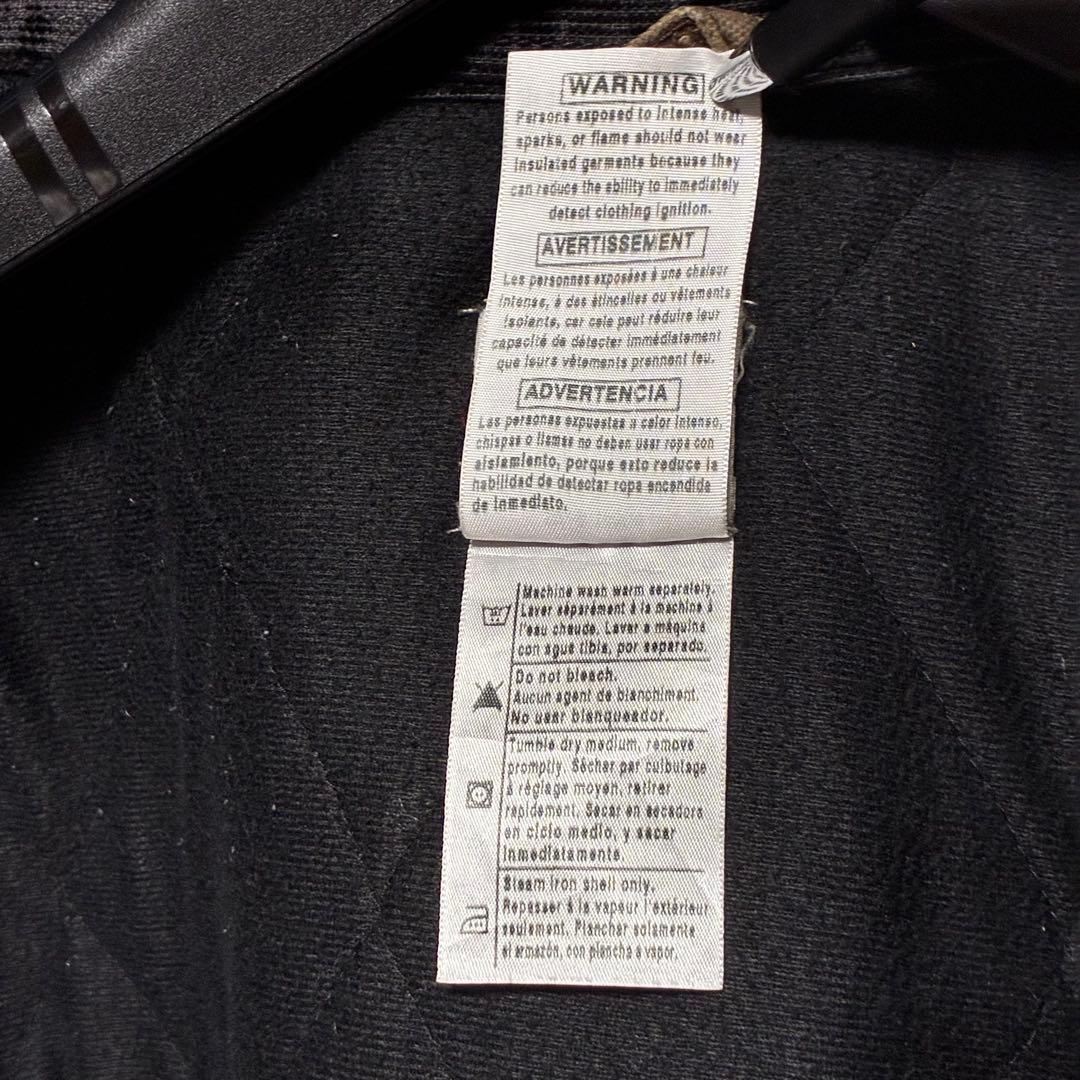 WARNING
Persons exposed to intense heat,
sparks, or flame should not wear
insulated garments because they
can reduce the ability to immediately
detect clothing ignition.
AVERTISSEMENT
Les personnes exposées à une chaleur
intense, à des étincelles ou vêtements
isolants, car cela peut réduire leur
capacité de détecter immédiatement
que leurs vêtements prennent feu.
ADVERTENCIA
Las personas expuestas a calor intenso,
chispas o llamas no deben usar ropa con
aislamiento, porque esto reduce la
habilidad de detectar ropa encendida
de inmediato.
Machine wash warm separately.
Laver séparément à la machine à
l'eau chaude. Lavar a máquina
con agua tibia, por separado.
Do not bleach.
Aucun agent de blanchiment.
No usar blanqueador.
Tumble dry medium, remove
promptly. Sécher par culbutage
à réglage moyen, retirer
rapidement. Secar en secadora
en ciclo medio, y sacar
inmediatamente.
Steam iron shell only.
Repasser à la vapeur l'extérieur
seulement. Planchar solamente
el armazón, con plancha a vapor.